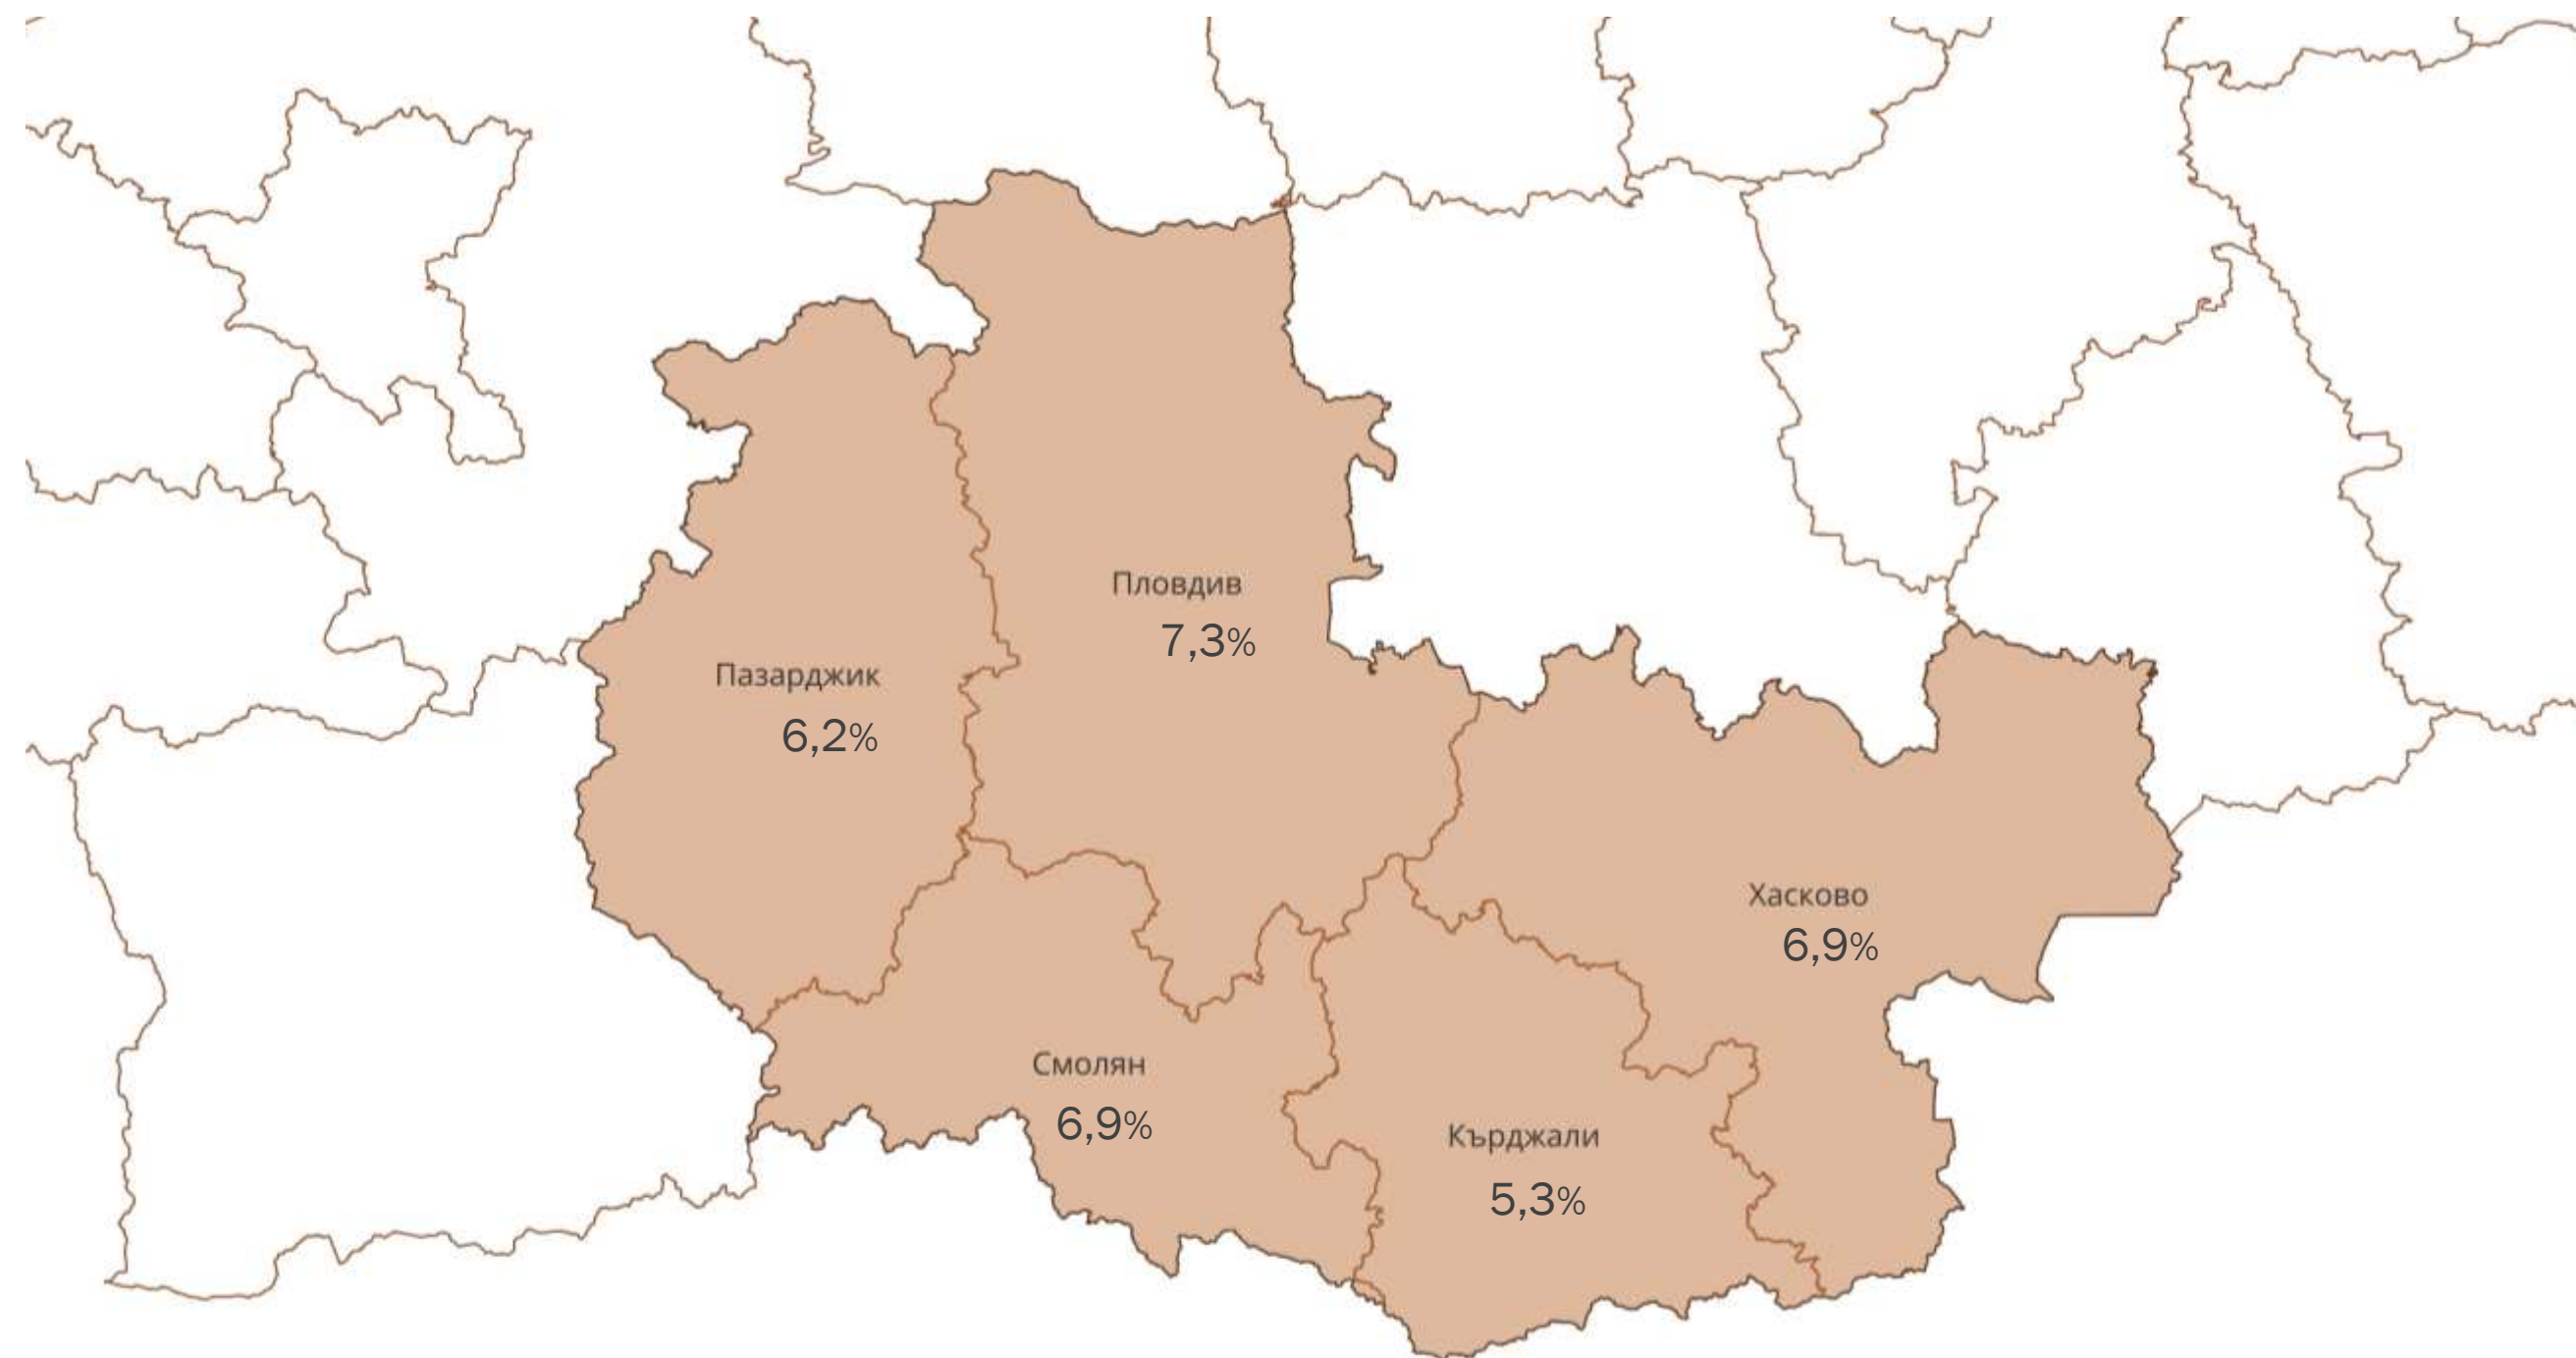 Пловдив
7,3%
Пазарджик
6,2%
Хасково
6,9%
Смолян
6,9%
Кърджали
5,3%